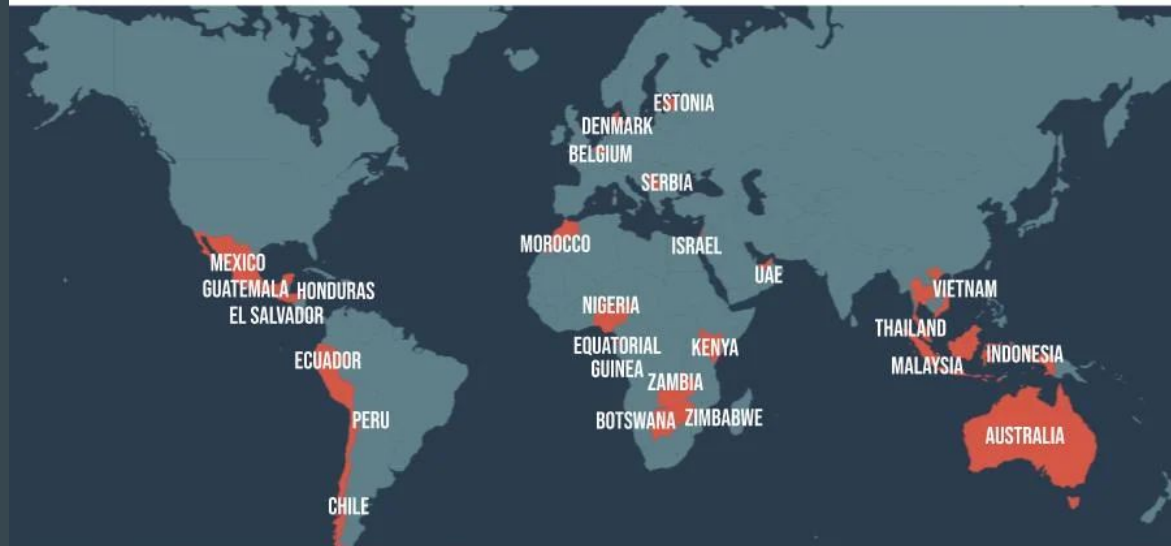 ESTONIA
DENMARK
BELGIUM
SERBIA
MOROCCO
ISRAEL
UAE
MEXICO
GUATEMALA
HONDURAS
EL SALVADOR
NIGERIA
VIETNAM
THAILAND
EQUATORIAL
GUINEA
KENYA
ECUADOR
INDONESIA
MALAYSIA
ZAMBIA
PERU
BOTSWANA
ZIMBABWE
AUSTRALIA
CHILE